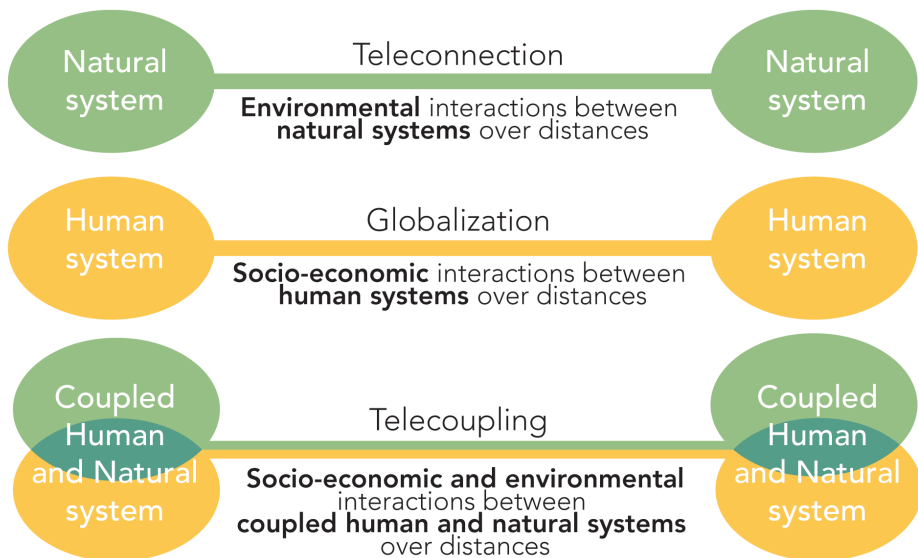 Natural
system
Teleconnection
Environmental interactions between
natural systems over distances
Natural
system
Human
system
Globalization
Socio-economic interactions between
human systems over distances
Human
system
Coupled
Human
and Natural
system
Telecoupling
Socio-economic and environmental
interactions between
coupled human and natural systems
over distances
Coupled
Human
and Natural
system